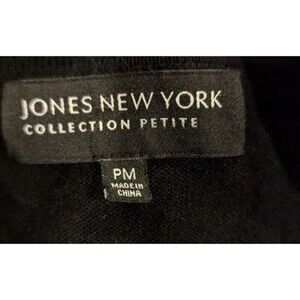 JONES NEW YORK
COLLECTION PETITE
PM
MADE IN
CHINA